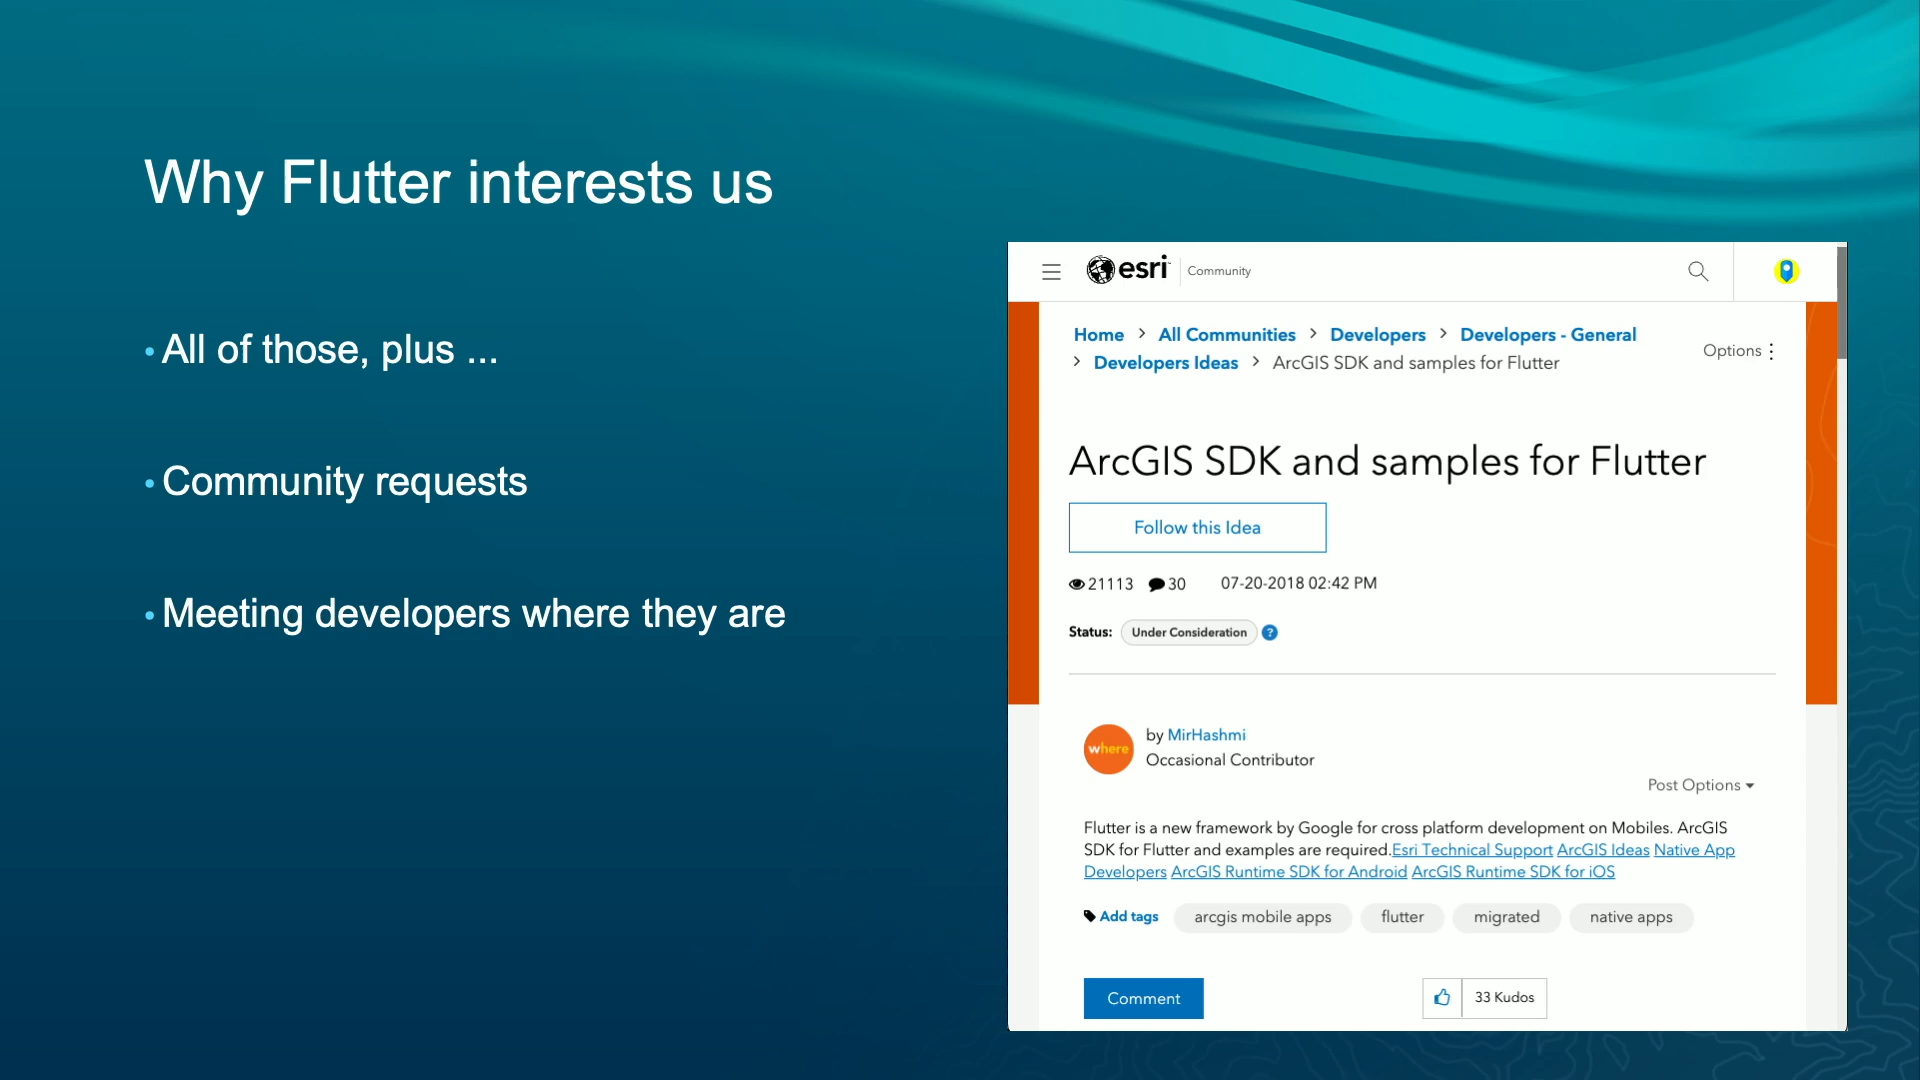 Why Flutter interests us
• All of those, plus ...
• Community requests
• Meeting developers where they are
esri Community
Home > All Communities > Developers > Developers - General
> Developers Ideas > ArcGIS SDK and samples for Flutter
Options
ArcGIS SDK and samples for Flutter
Follow this Idea
21113 30 07-20-2018 02:42 PM
Status: Under Consideration ?
where
by MirHashmi
Occasional Contributor
Post Options
Flutter is a new framework by Google for cross platform development on Mobiles. ArcGIS
SDK for Flutter and examples are required.Esri Technical Support ArcGIS Ideas Native App
Developers ArcGIS Runtime SDK for Android ArcGIS Runtime SDK for iOS
Add tags arcgis mobile apps flutter migrated native apps
Comment 33 Kudos